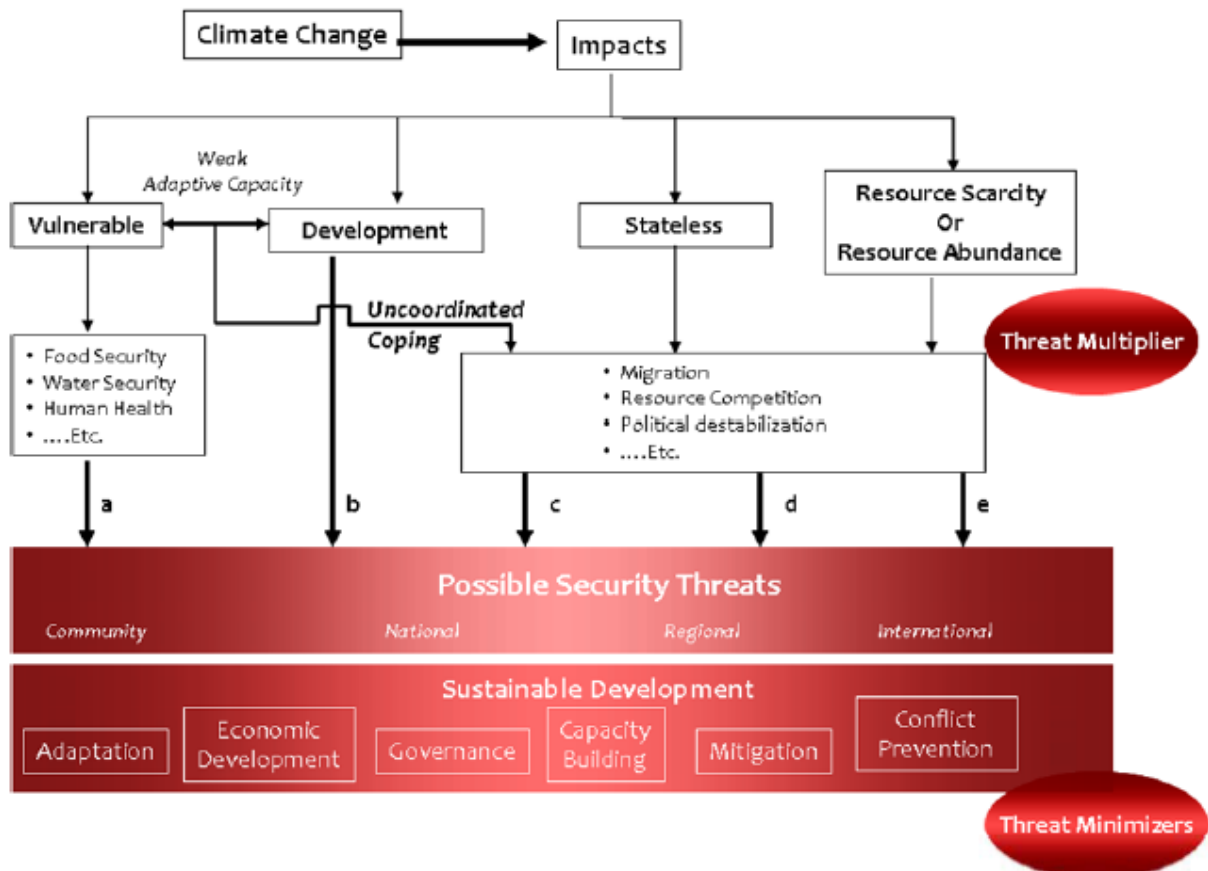 Climate Change
Impacts
Weak
Adaptive Capacity
Vulnerable
Development
Stateless
Resource Scarcity
Or
Resource Abundance
Uncoordinated
Coping
Threat Multiplier
• Food Security
• Water Security
• Human Health
• ....Etc.
• Migration
• Resource Competition
• Political destabilization
• ....Etc.
a
b
c
d
e
Possible Security Threats
Community
National
Regional
International
Sustainable Development
Adaptation
Economic
Development
Governance
Capacity
Building
Mitigation
Conflict
Prevention
Threat Minimizers